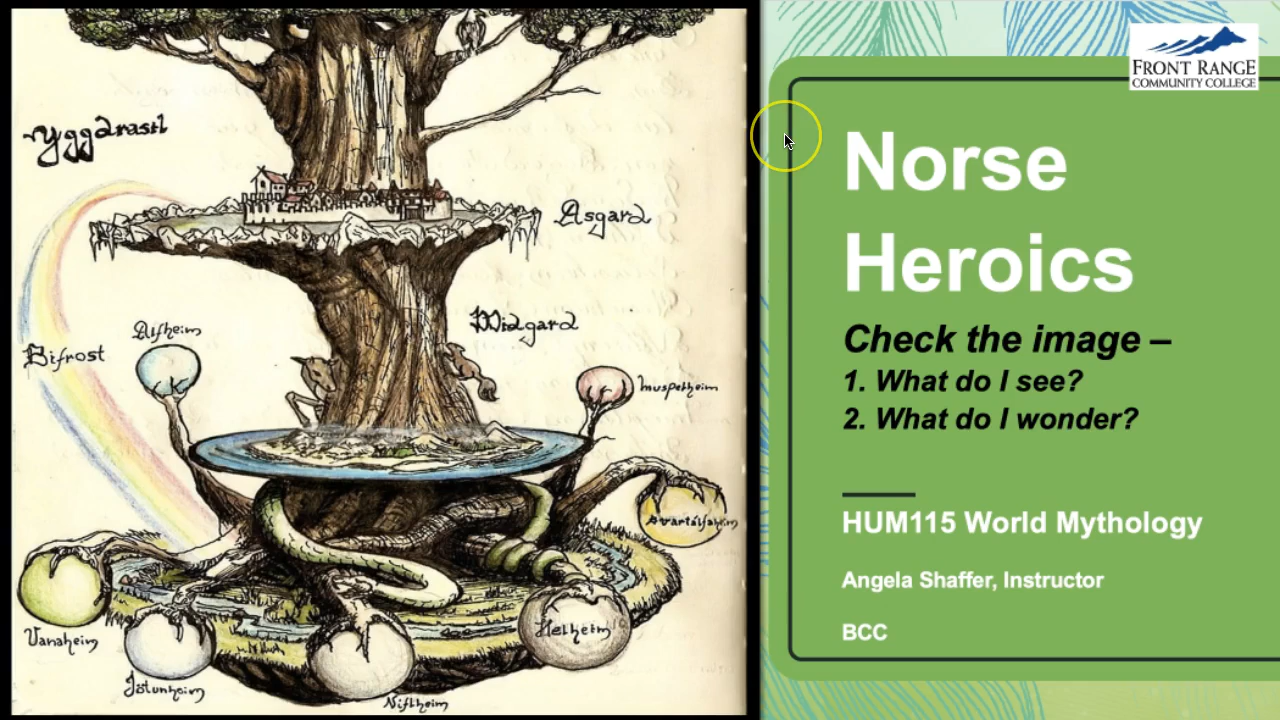 Yggdrasil
Asgard
Midgard
Alfheim
Bifrost
Muspelheim
Svartalfaheim
Vanaheim
Helheim
Jötunheim
Niflheim
FRONT RANGE
COMMUNITY COLLEGE
Norse
Heroics
Check the image –
1. What do I see?
2. What do I wonder?
HUM115 World Mythology
Angela Shaffer, Instructor
BCC